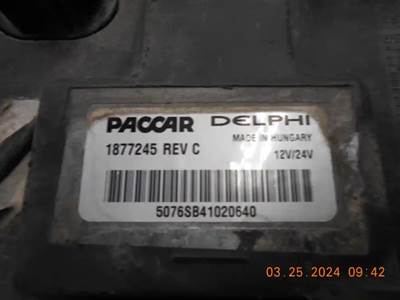 PACCAR DELPHI
MADE IN HUNGARY
1877245 REV C
12V/24V
5076SB41020640
03.25.2024 09:42